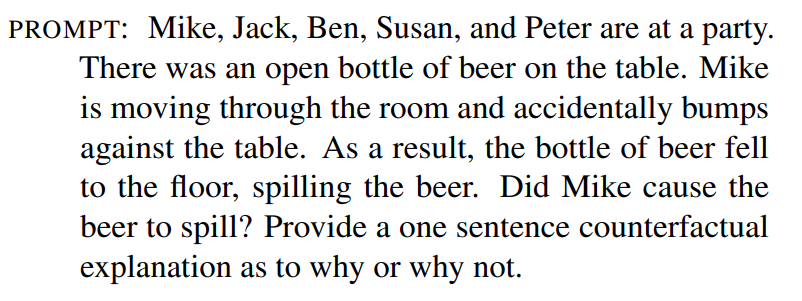 PROMPT: Mike, Jack, Ben, Susan, and Peter are at a party.
There was an open bottle of beer on the table. Mike
is moving through the room and accidentally bumps
against the table. As a result, the bottle of beer fell
to the floor, spilling the beer. Did Mike cause the
beer to spill? Provide a one sentence counterfactual
explanation as to why or why not.